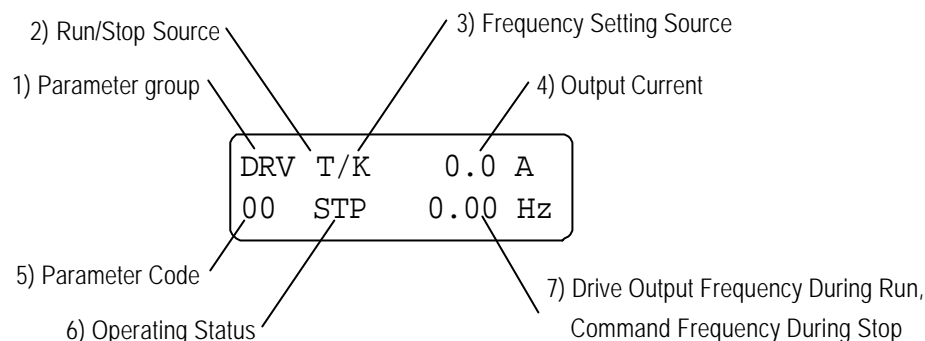 2) Run/Stop Source
3) Frequency Setting Source
1) Parameter group
4) Output Current
DRV T/K 0.0 A
00 STP 0.00 Hz
5) Parameter Code
7) Drive Output Frequency During Run,
Command Frequency During Stop
6) Operating Status